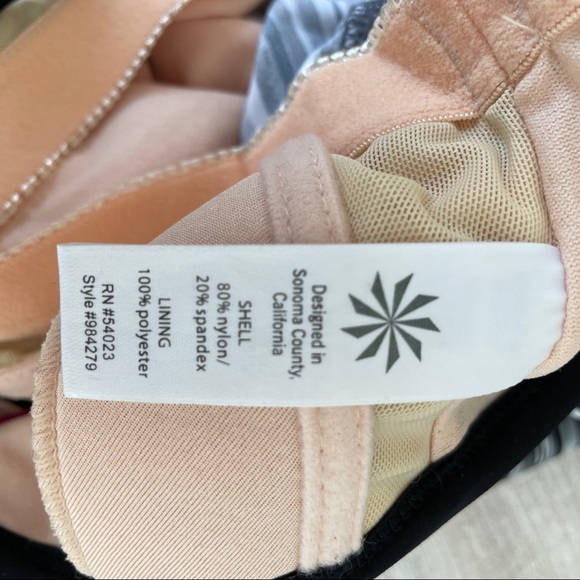 Designed in
Sonoma County,
California
SHELL
80% nylon/
20% spandex
LINING
100% polyester
RN #54023
Style #984279